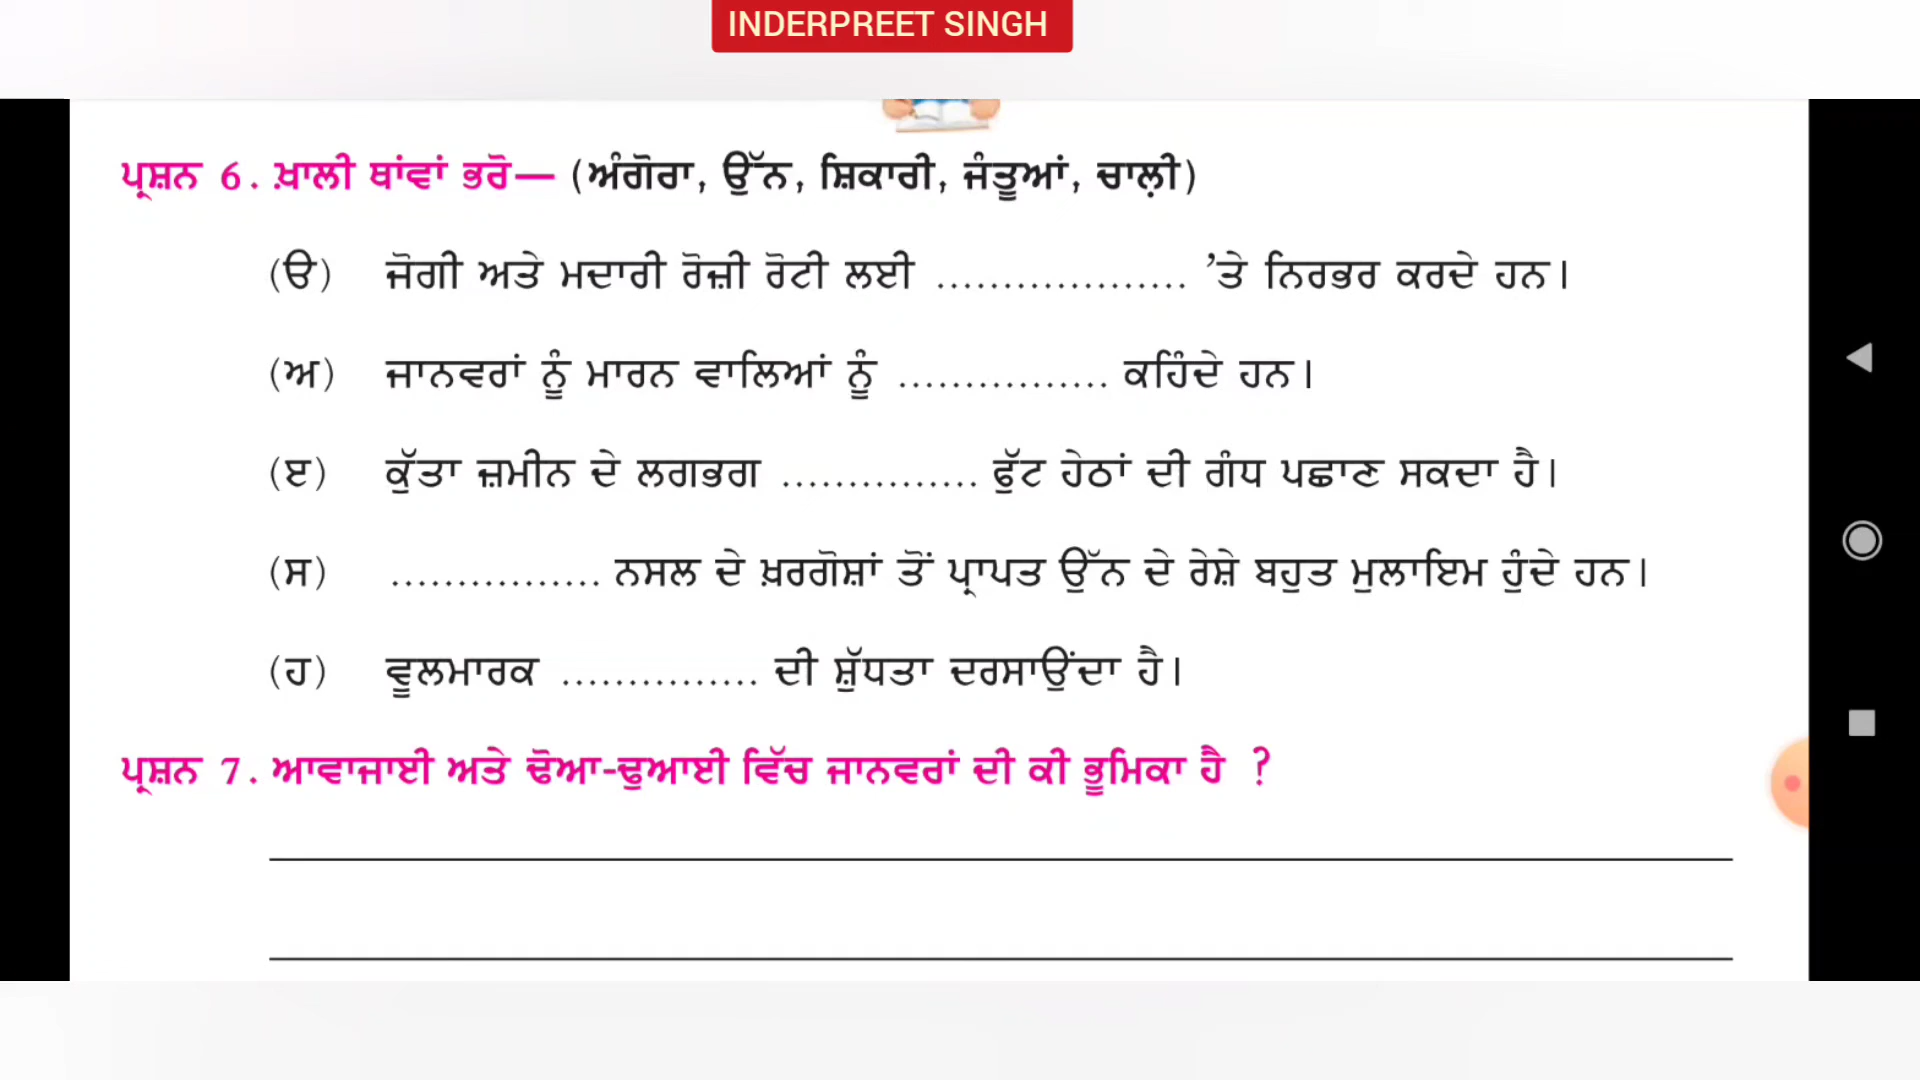 INDERPREET SINGH
ਪ੍ਰਸ਼ਨ 6. ਖ਼ਾਲੀ ਥਾਂਵਾਂ ਭਰੋ— (ਅੰਗੋਰਾ, ਉੱਨ, ਸ਼ਿਕਾਰੀ, ਜੰਤੂਆਂ, ਚਾਲ਼ੀ)
(ੳ) ਜੋਗੀ ਅਤੇ ਮਦਾਰੀ ਰੋਜ਼ੀ ਰੋਟੀ ਲਈ ................... ’ਤੇ ਨਿਰਭਰ ਕਰਦੇ ਹਨ।
(ਅ) ਜਾਨਵਰਾਂ ਨੂੰ ਮਾਰਨ ਵਾਲਿਆਂ ਨੂੰ ................ ਕਹਿੰਦੇ ਹਨ।
(ੲ) ਕੁੱਤਾ ਜ਼ਮੀਨ ਦੇ ਲਗਭਗ ............... ਫੁੱਟ ਹੇਠਾਂ ਦੀ ਗੰਧ ਪਛਾਣ ਸਕਦਾ ਹੈ।
(ਸ) ................ ਨਸਲ ਦੇ ਖ਼ਰਗੋਸ਼ਾਂ ਤੋਂ ਪ੍ਰਾਪਤ ਉੱਨ ਦੇ ਰੇਸ਼ੇ ਬਹੁਤ ਮੁਲਾਇਮ ਹੁੰਦੇ ਹਨ।
(ਹ) ਵੂਲਮਾਰਕ ............... ਦੀ ਸ਼ੁੱਧਤਾ ਦਰਸਾਉਂਦਾ ਹੈ।
ਪ੍ਰਸ਼ਨ 7. ਆਵਾਜਾਈ ਅਤੇ ਢੋਆ-ਢੁਆਈ ਵਿੱਚ ਜਾਨਵਰਾਂ ਦੀ ਕੀ ਭੂਮਿਕਾ ਹੈ ?